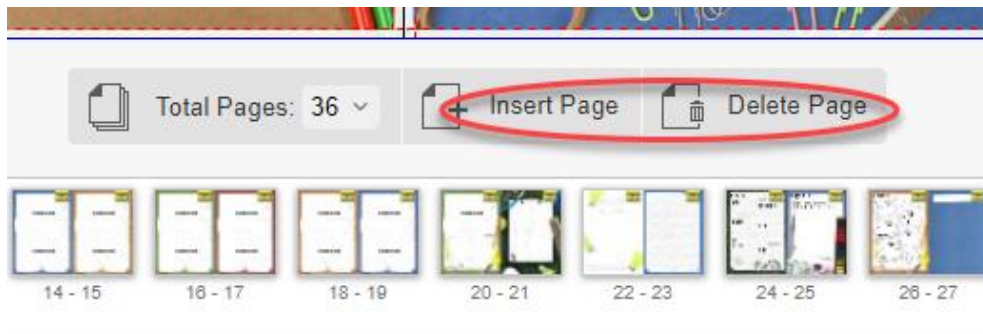 Total Pages: 36 Insert Page Delete Page
14 - 15 16 - 17 18 - 19 20 - 21 22 - 23 24 - 25 26 - 27